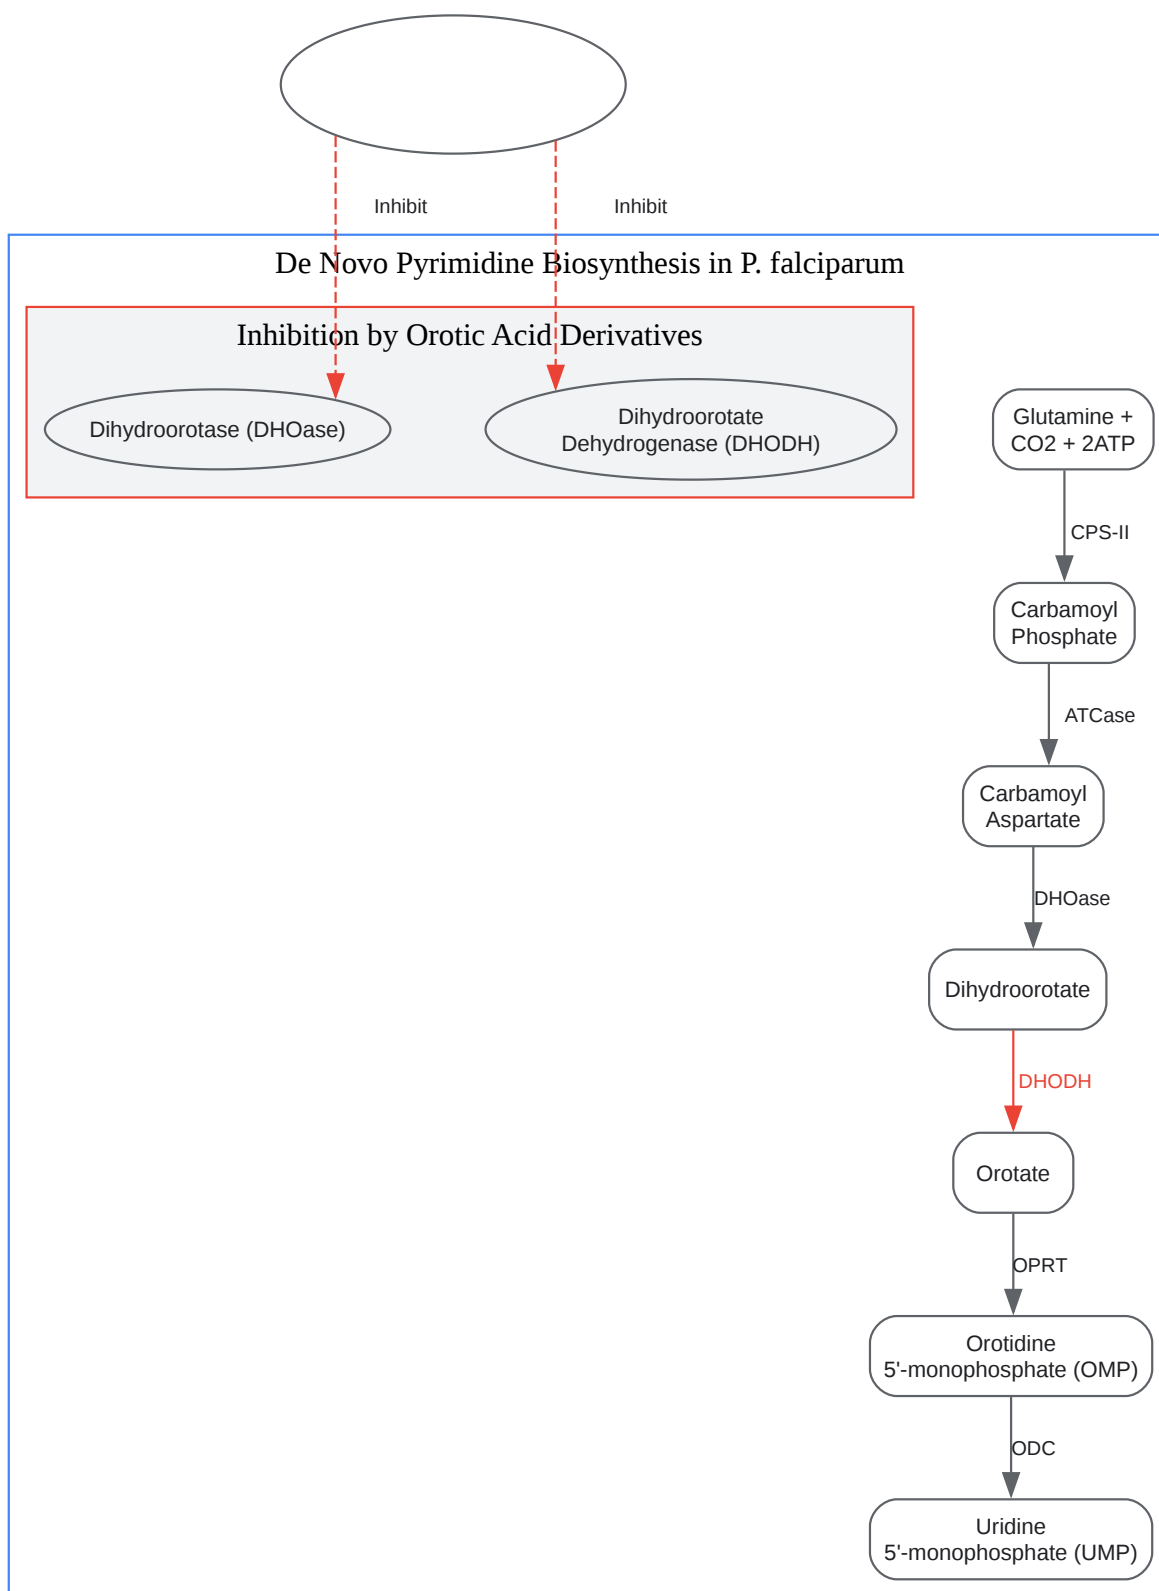 Inhibit
Inhibit
De Novo Pyrimidine Biosynthesis in P. falciparum
Inhibition by Orotic Acid Derivatives
Dihydroorotase (DHOase)
Dihydroorotate
Dehydrogenase (DHODH)
Glutamine +
CO2 + 2ATP
CPS-II
Carbamoyl
Phosphate
ATCase
Carbamoyl
Aspartate
DHOase
Dihydroorotate
DHODH
Orotate
OPRT
Orotidine
5'-monophosphate (OMP)
ODC
Uridine
5'-monophosphate (UMP)